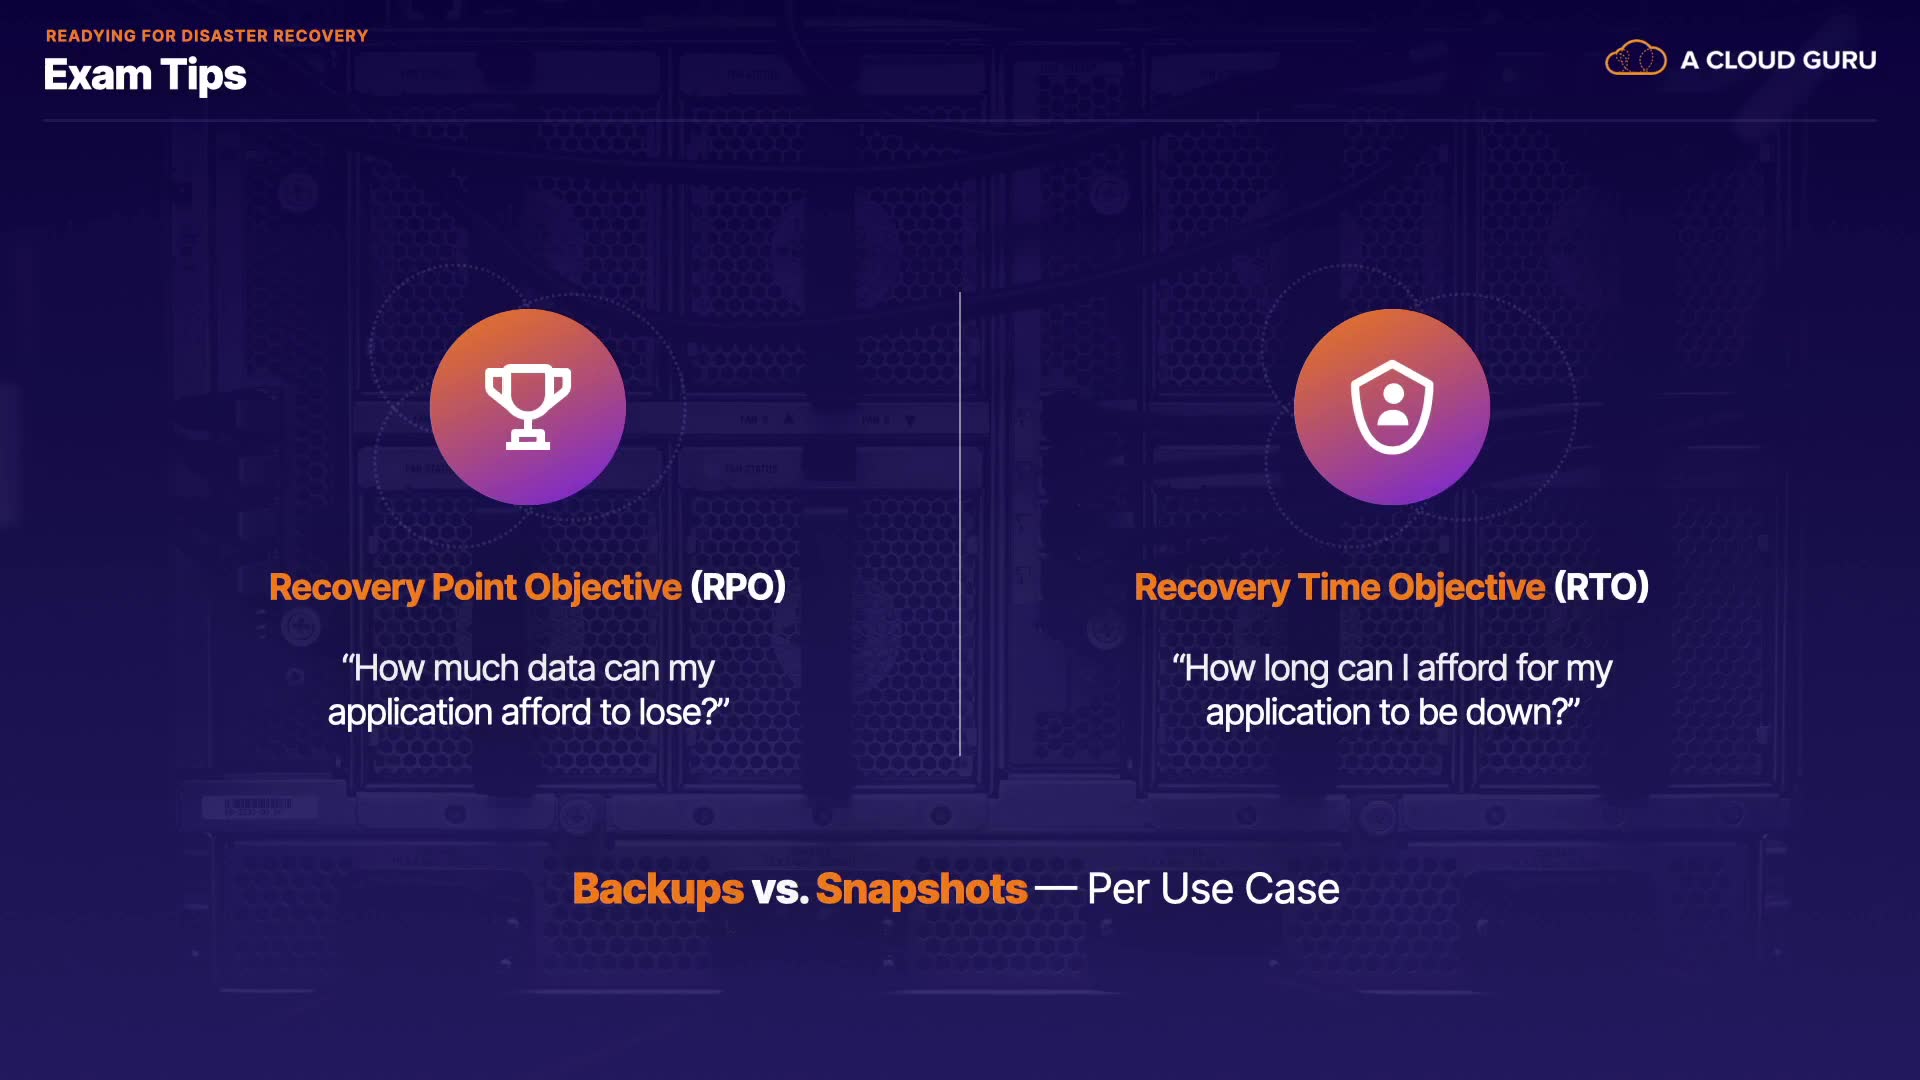 READYING FOR DISASTER RECOVERY
Exam Tips
A CLOUD GURU
Recovery Point Objective (RPO)
“How much data can my
application afford to lose?”
Recovery Time Objective (RTO)
“How long can I afford for my
application to be down?”
Backups vs. Snapshots — Per Use Case